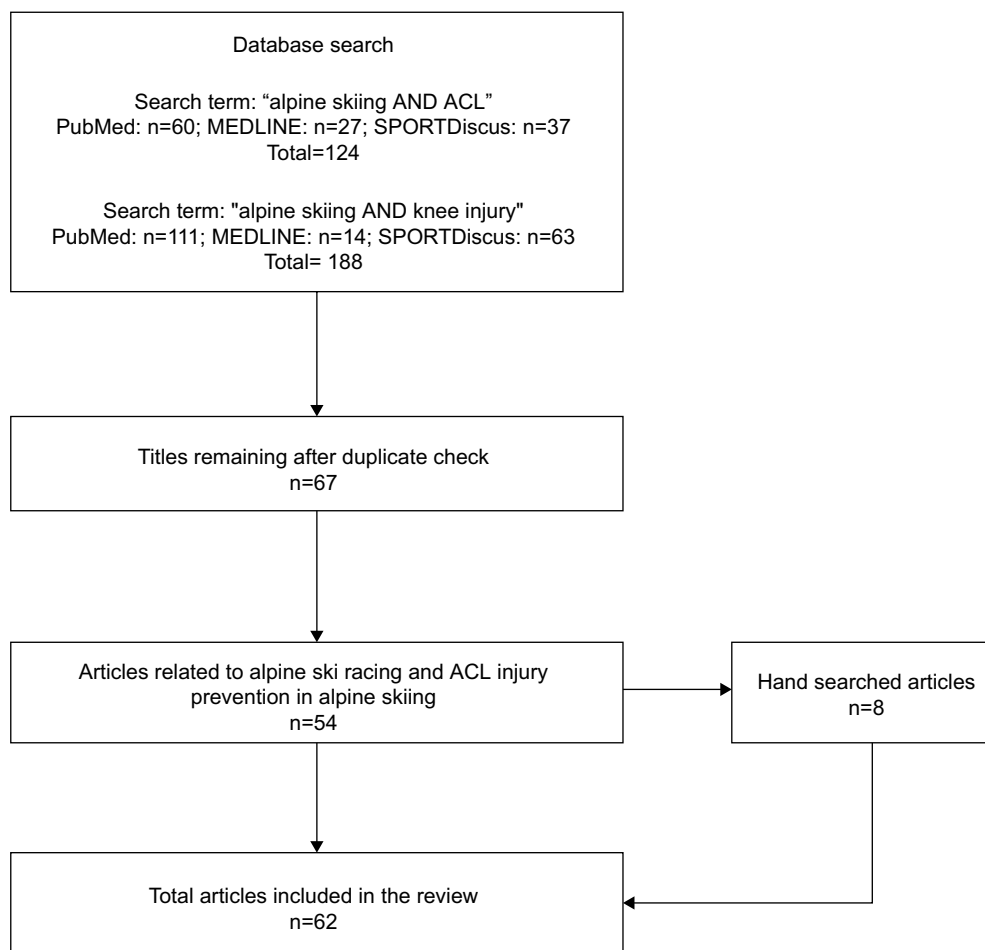 Database search
Search term: “alpine skiing AND ACL”
PubMed: n=60; MEDLINE: n=27; SPORTDiscus: n=37
Total=124
Search term: "alpine skiing AND knee injury"
PubMed: n=111; MEDLINE: n=14; SPORTDiscus: n=63
Total= 188
Titles remaining after duplicate check
n=67
Articles related to alpine ski racing and ACL injury
prevention in alpine skiing
n=54
Hand searched articles
n=8
Total articles included in the review
n=62